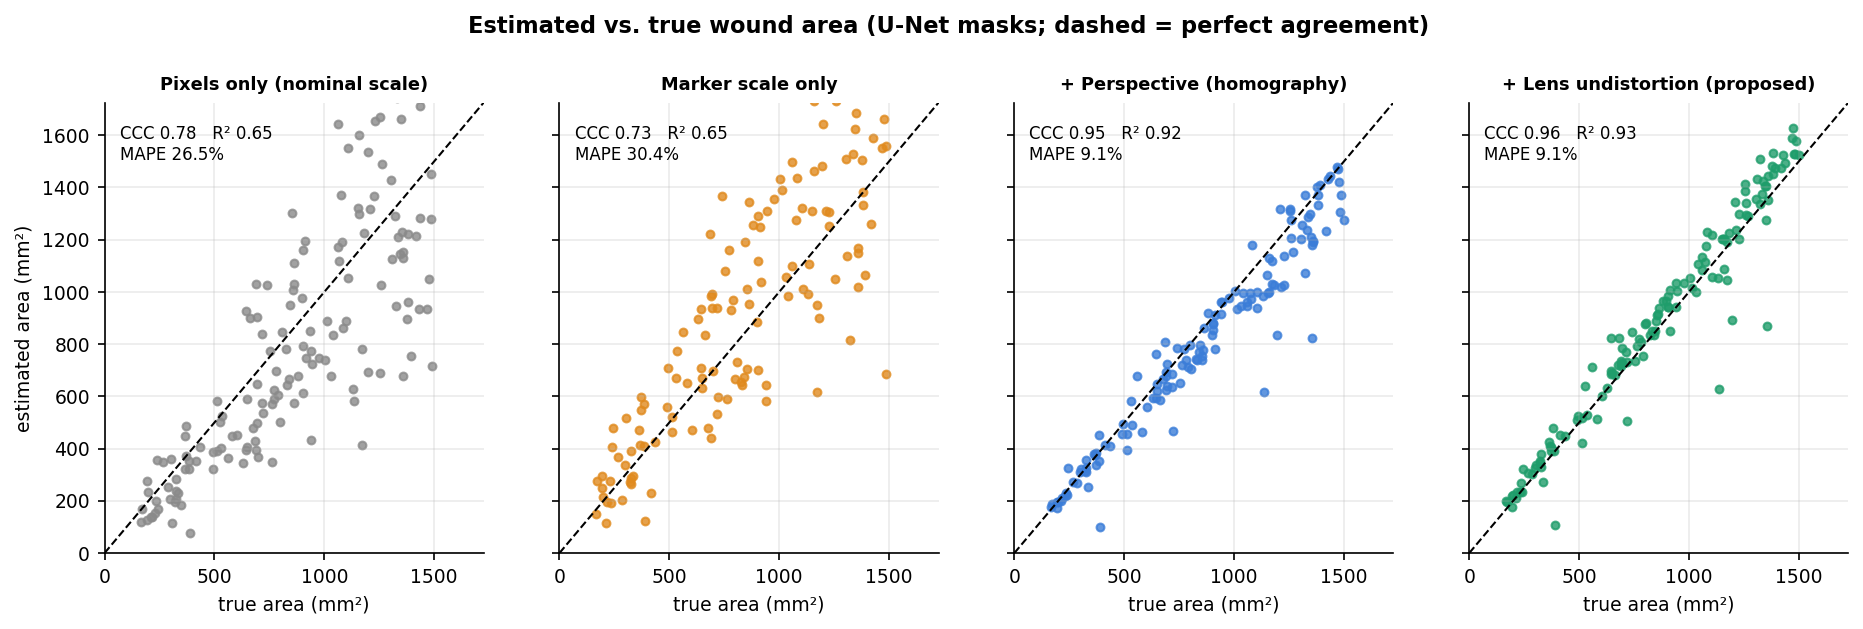 Estimated vs. true wound area (U-Net masks; dashed = perfect agreement)
Pixels only (nominal scale)
CCC 0.78 R² 0.65
MAPE 26.5%
estimated area (mm²)
1600
1400
1200
1000
800
600
400
200
0
0 500 1000 1500
true area (mm²)
Marker scale only
CCC 0.73 R² 0.65
MAPE 30.4%
0 500 1000 1500
true area (mm²)
+ Perspective (homography)
CCC 0.95 R² 0.92
MAPE 9.1%
0 500 1000 1500
true area (mm²)
+ Lens undistortion (proposed)
CCC 0.96 R² 0.93
MAPE 9.1%
0 500 1000 1500
true area (mm²)